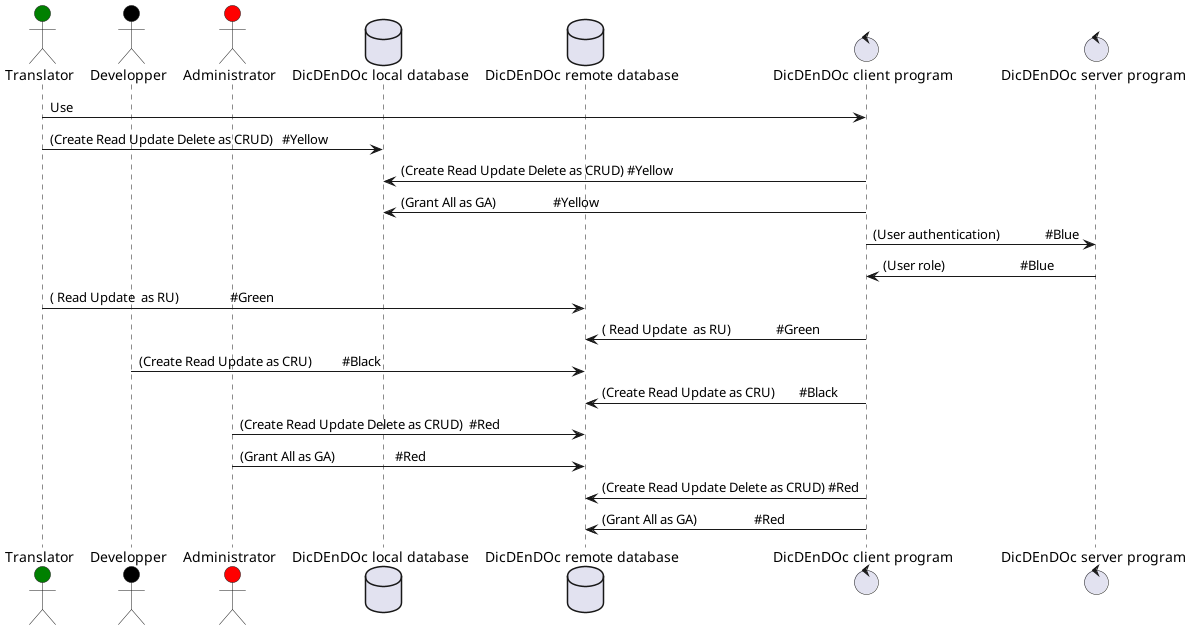 Translator Developper Administrator DicDEnDOc local database DicDEnDOc remote database DicDEnDOc client program DicDEnDOc server program
Use
(Create Read Update Delete as CRUD) #Yellow
(Create Read Update Delete as CRUD) #Yellow
(Grant All as GA) #Yellow
(User authentication) #Blue
(User role) #Blue
( Read Update as RU) #Green
( Read Update as RU) #Green
(Create Read Update as CRU) #Black
(Create Read Update as CRU) #Black
(Create Read Update Delete as CRUD) #Red
(Grant All as GA) #Red
(Create Read Update Delete as CRUD) #Red
(Grant All as GA) #Red
Translator Developper Administrator DicDEnDOc local database DicDEnDOc remote database DicDEnDOc client program DicDEnDOc server program